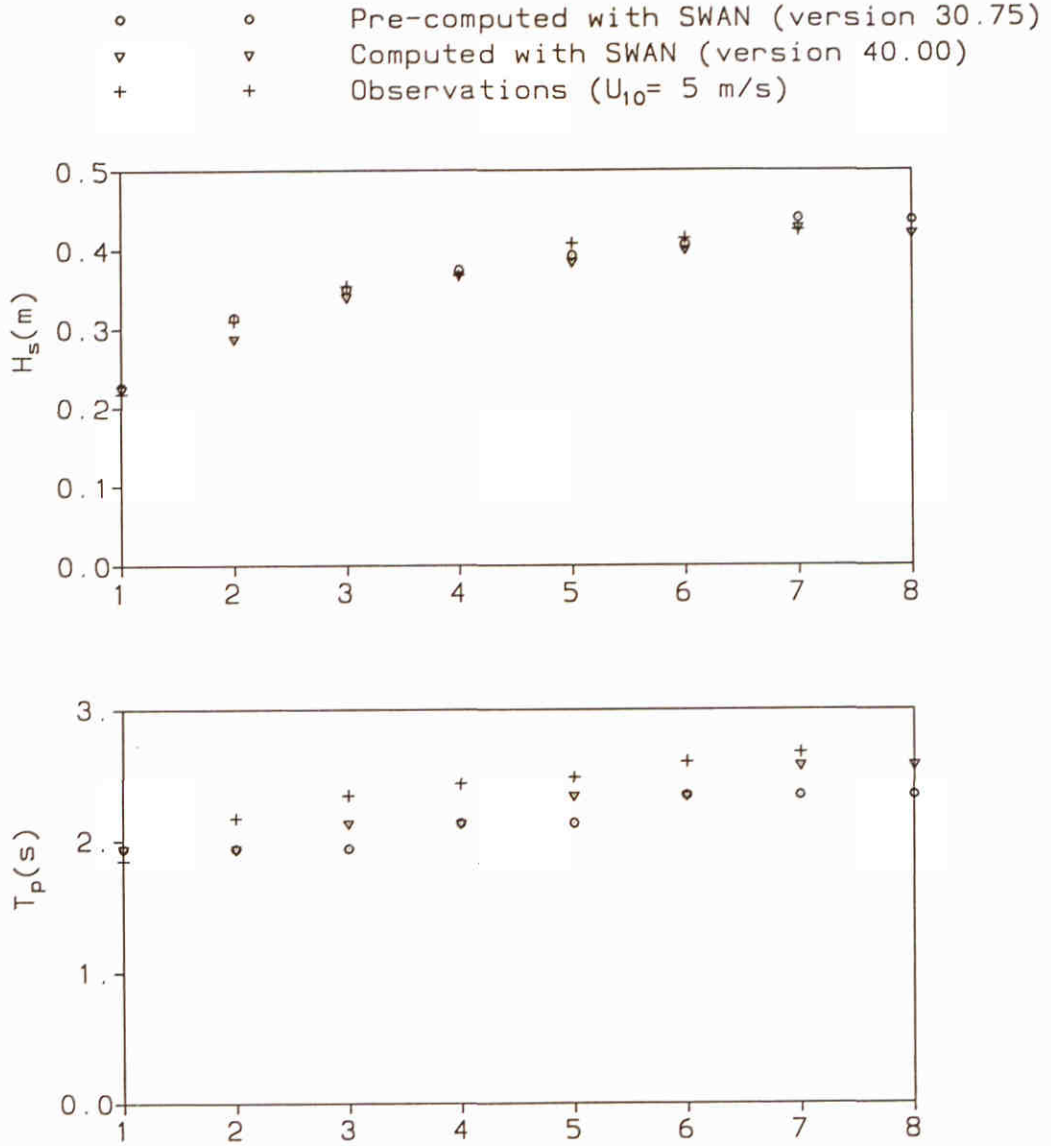 Pre-computed with SWAN (version 30.75)
Computed with SWAN (version 40.00)
Observations (U10= 5 m/s)
0.5
0.4
0.3
0.2
0.1
0.0
Hs(m)
1 2 3 4 5 6 7 8
3.
2.
1.
0.0
Tp(s)
1 2 3 4 5 6 7 8